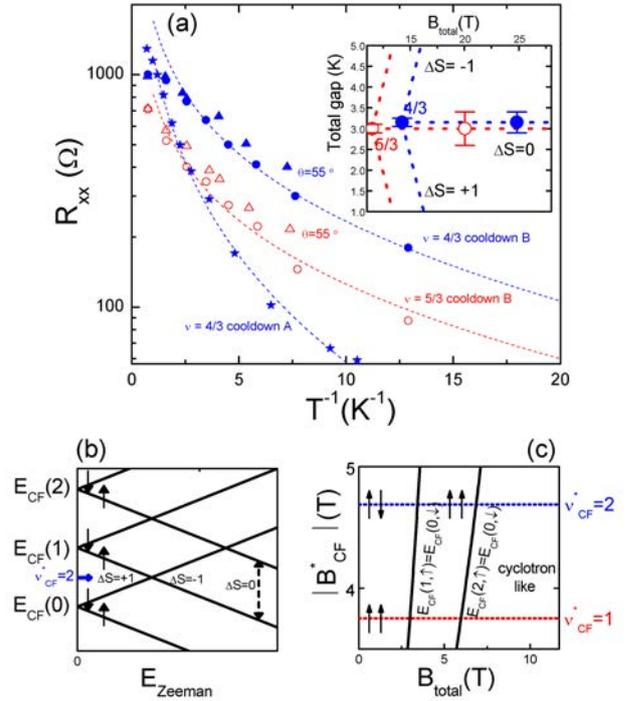 (a)
B_total(T)
15 20 25
1000
5.0
4.5
4.0
3.5
3.0
2.5
2.0
1.5
1.0
Total gap (K)
ΔS= -1
4/3
5/3
ΔS=0
ΔS= +1
R_xx (Ω)
θ=55 °
θ=55 °
ν = 4/3 cooldown B
ν = 5/3 cooldown B
ν = 4/3 cooldown A
100
0 5 10 15 20
T⁻¹(K⁻¹)
(b)
E_CF(2)
E_CF(1)
ν*_CF=2
E_CF(0)
ΔS=+1
ΔS=-1
ΔS=0
0
E_Zeeman
(c)
5
4
|B*_CF|(T)
ν*_CF=2
E_CF(1,↑)=E_CF(0,↓)
E_CF(2,↑)=E_CF(0,↓)
cyclotron
like
ν*_CF=1
0 5 10
B_total(T)